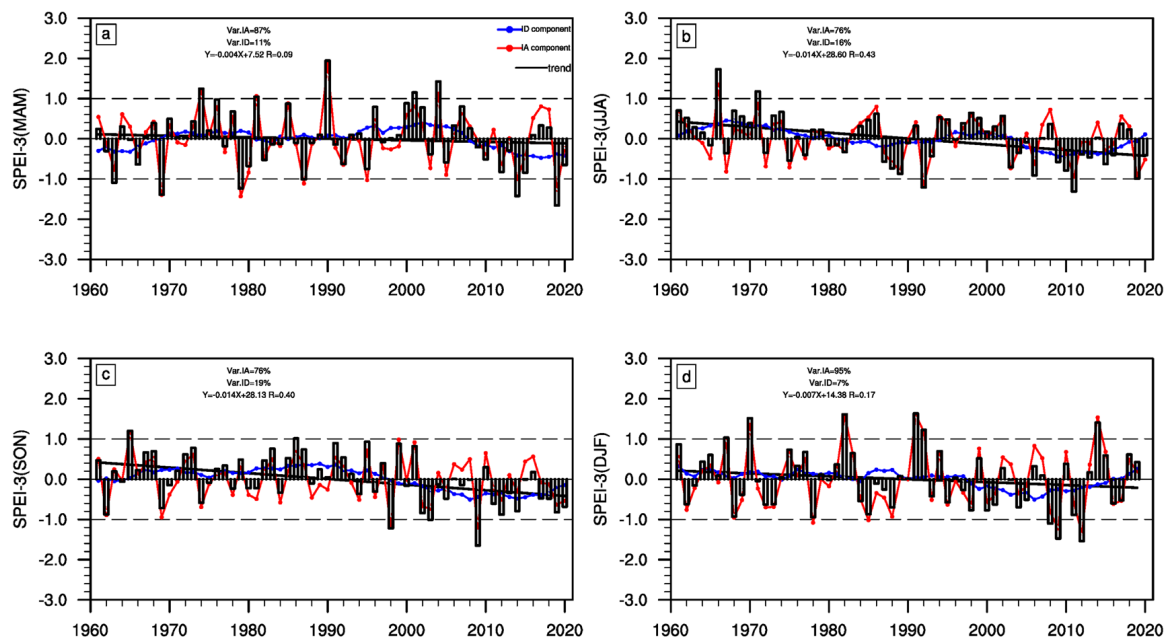 a
Var.IA=87%
Var.ID=11%
Y=-0.004X+7.52 R=0.09
ID component
IA component
trend
SPEI-3(MAM)
3.0
2.0
1.0
0.0
-1.0
-2.0
-3.0
1960 1970 1980 1990 2000 2010 2020
b
Var.IA=76%
Var.ID=16%
Y=-0.014X+28.60 R=0.43
SPEI-3(JJA)
3.0
2.0
1.0
0.0
-1.0
-2.0
-3.0
1960 1970 1980 1990 2000 2010 2020
c
Var.IA=76%
Var.ID=19%
Y=-0.014X+28.13 R=0.40
SPEI-3(SON)
3.0
2.0
1.0
0.0
-1.0
-2.0
-3.0
1960 1970 1980 1990 2000 2010 2020
d
Var.IA=95%
Var.ID=7%
Y=-0.007X+14.38 R=0.17
SPEI-3(DJF)
3.0
2.0
1.0
0.0
-1.0
-2.0
-3.0
1960 1970 1980 1990 2000 2010 2020